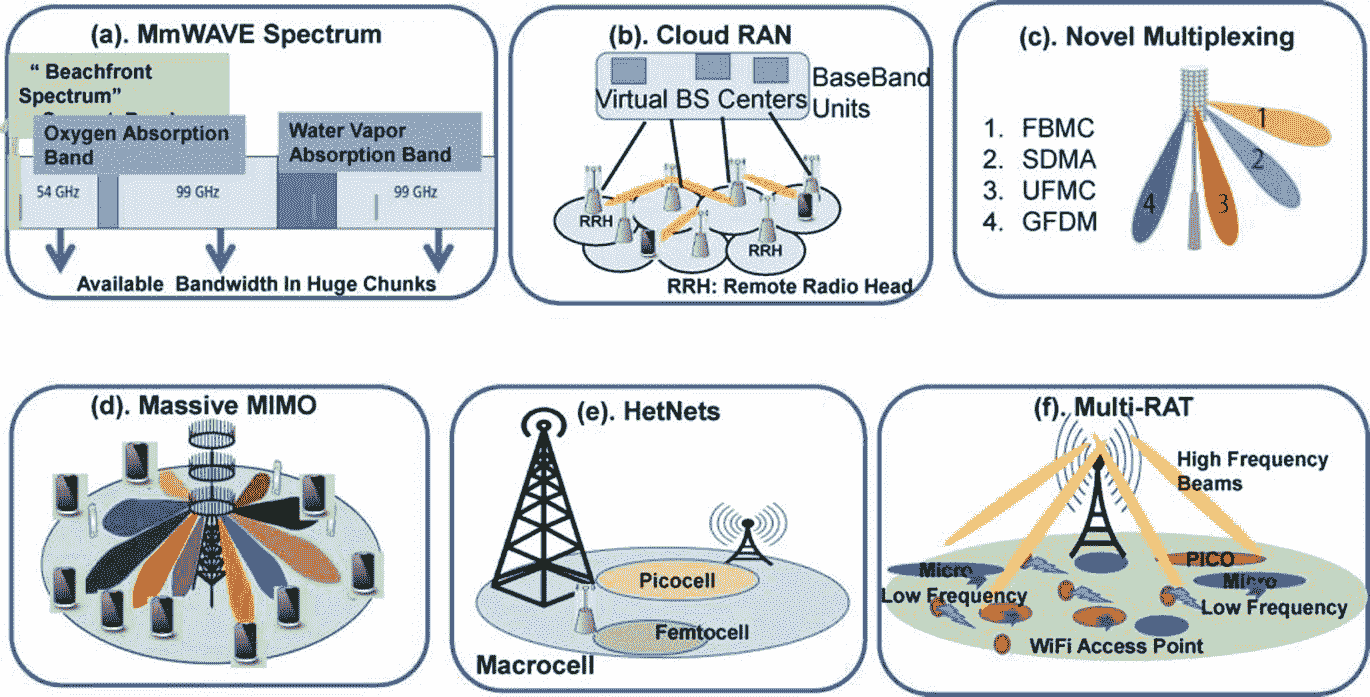 (a). MmWAVE Spectrum
“ Beachfront
Spectrum”
Oxygen Absorption
Band
Water Vapor
Absorption Band
54 GHz
99 GHz
99 GHz
Available Bandwidth In Huge Chunks
(b). Cloud RAN
BaseBand
Units
Virtual BS Centers
RRH
RRH
RRH: Remote Radio Head
(c). Novel Multiplexing
1. FBMC
2. SDMA
3. UFMC
4. GFDM
1
2
3
4
(d). Massive MIMO
(e). HetNets
Picocell
Femtocell
Macrocell
(f). Multi-RAT
High Frequency
Beams
PICO
Micro
Low Frequency
Micro
Low Frequency
WiFi Access Point